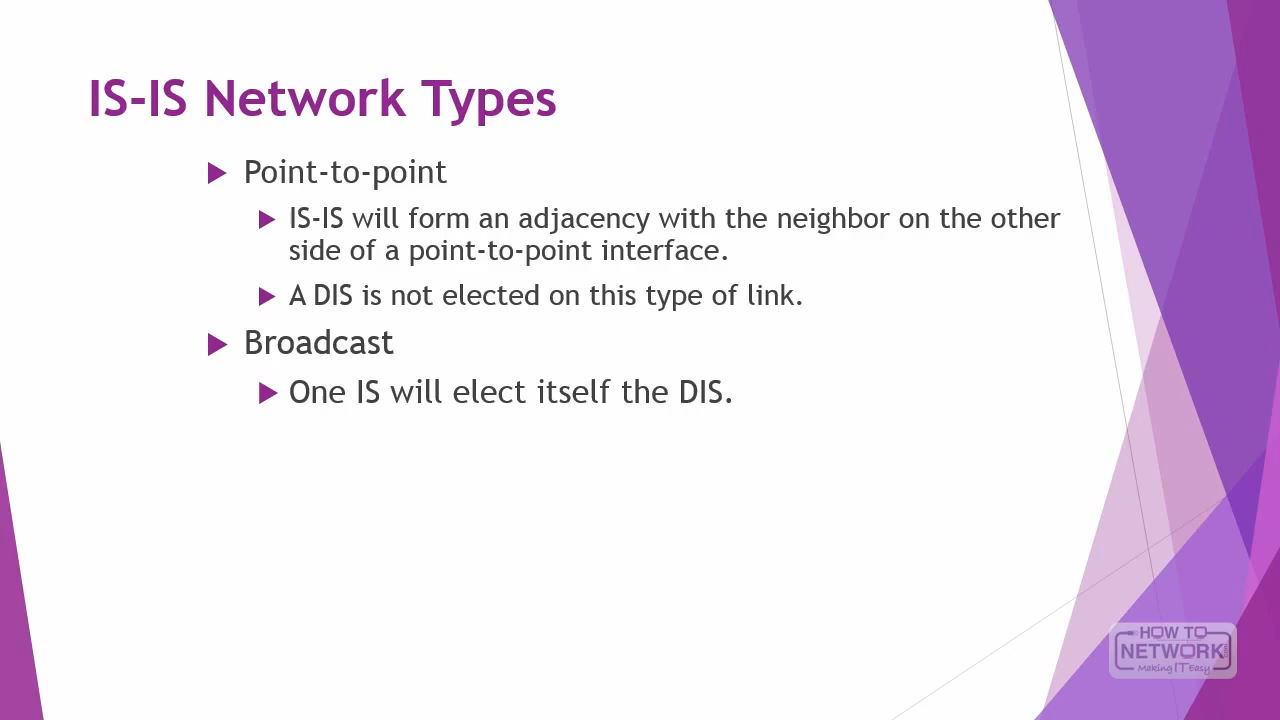 IS-IS Network Types
Point-to-point
IS-IS will form an adjacency with the neighbor on the other
side of a point-to-point interface.
A DIS is not elected on this type of link.
Broadcast
One IS will elect itself the DIS.
HOW TO
NETWORK
Making IT Easy